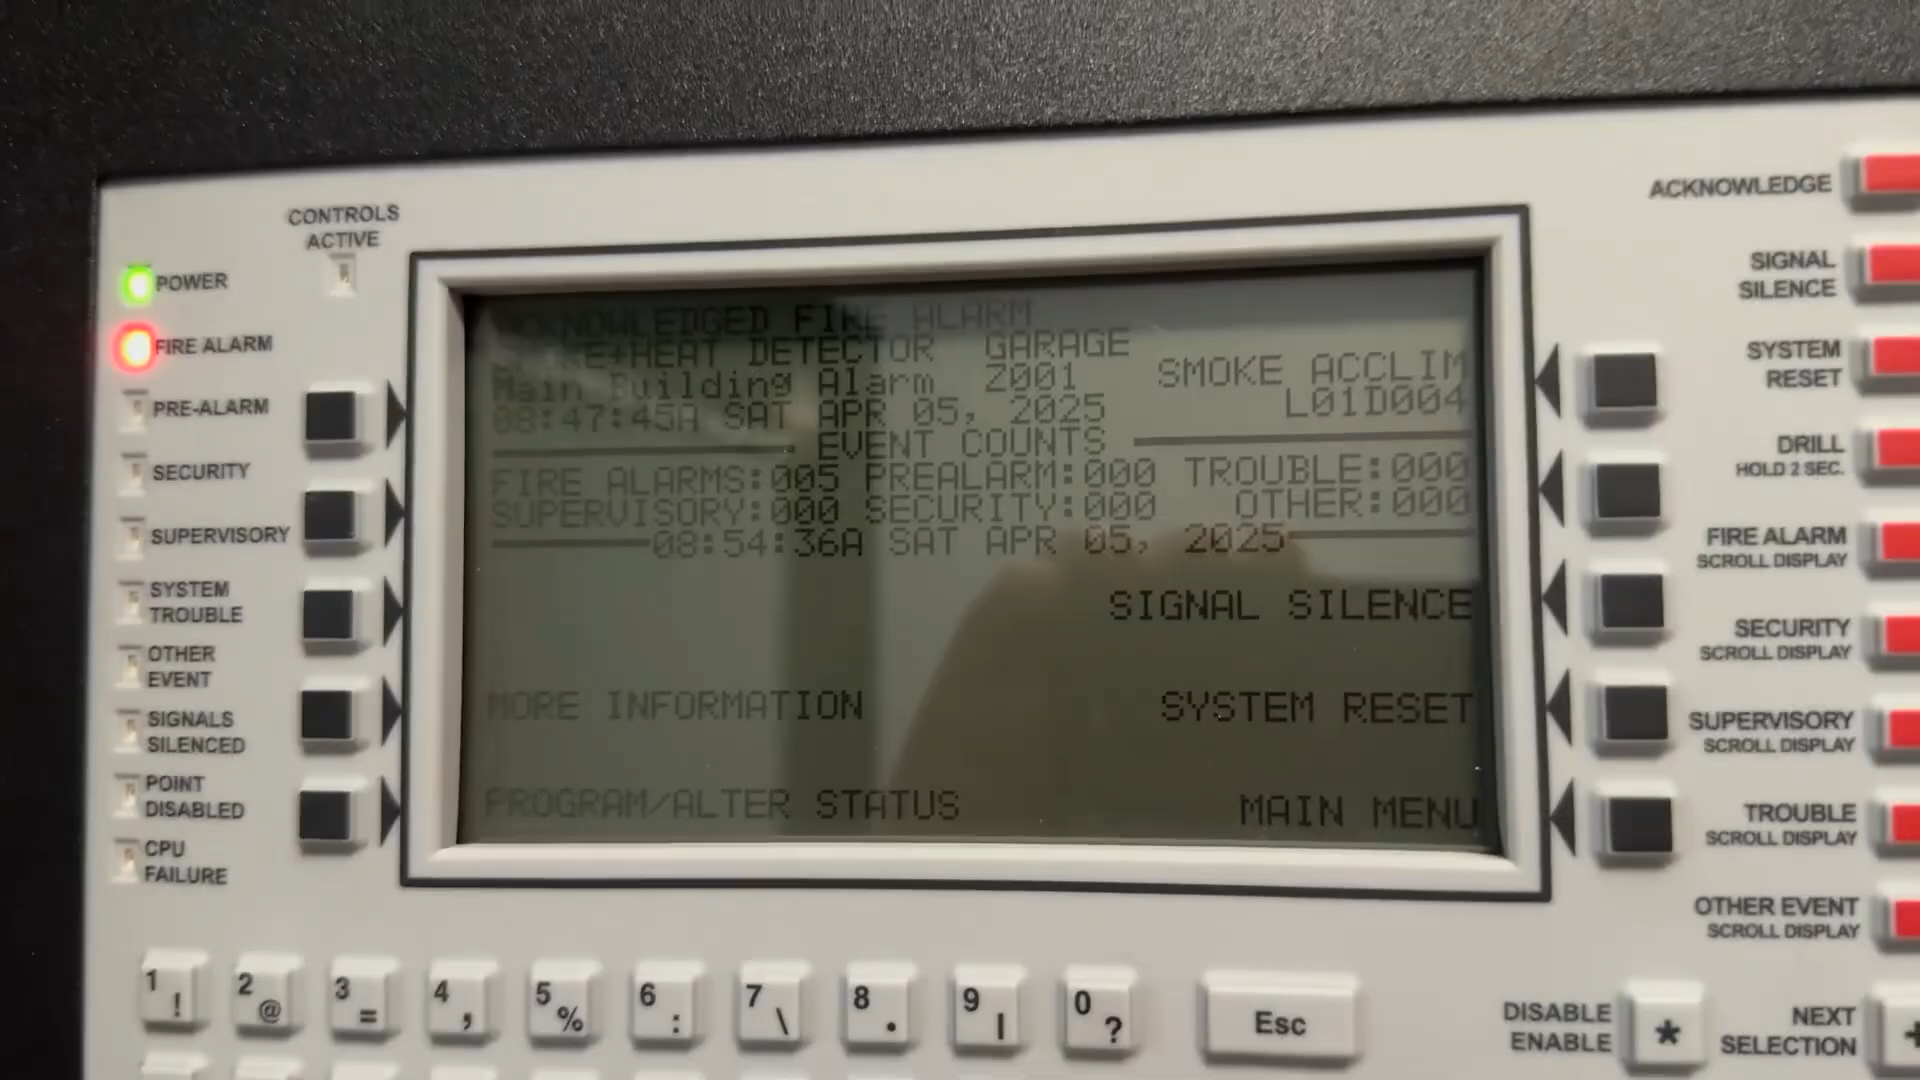 CONTROLS
ACTIVE
POWER
FIRE ALARM
PRE-ALARM
SECURITY
SUPERVISORY
SYSTEM
TROUBLE
OTHER
EVENT
SIGNALS
SILENCED
POINT
DISABLED
CPU
FAILURE
ACKNOWLEDGED FIRE ALARM
SMOKE+HEAT DETECTOR GARAGE
SMOKE ACCLIM
Main Building Alarm Z001
L01D004
08:47:45A SAT APR 05, 2025
EVENT COUNTS
FIRE ALARMS:005 PREALARM:000 TROUBLE:000
SUPERVISORY:000 SECURITY:000 OTHER:000
08:54:36A SAT APR 05, 2025
SIGNAL SILENCE
MORE INFORMATION
SYSTEM RESET
PROGRAM/ALTER STATUS
MAIN MENU
ACKNOWLEDGE
SIGNAL
SILENCE
SYSTEM
RESET
DRILL
HOLD 2 SEC.
FIRE ALARM
SCROLL DISPLAY
SECURITY
SCROLL DISPLAY
SUPERVISORY
SCROLL DISPLAY
TROUBLE
SCROLL DISPLAY
OTHER EVENT
SCROLL DISPLAY
1 !
2 @
3 =
4 ,
5 %
6 :
7 \
8 .
9 |
0 ?
Esc
DISABLE
ENABLE
*
NEXT
SELECTION
+